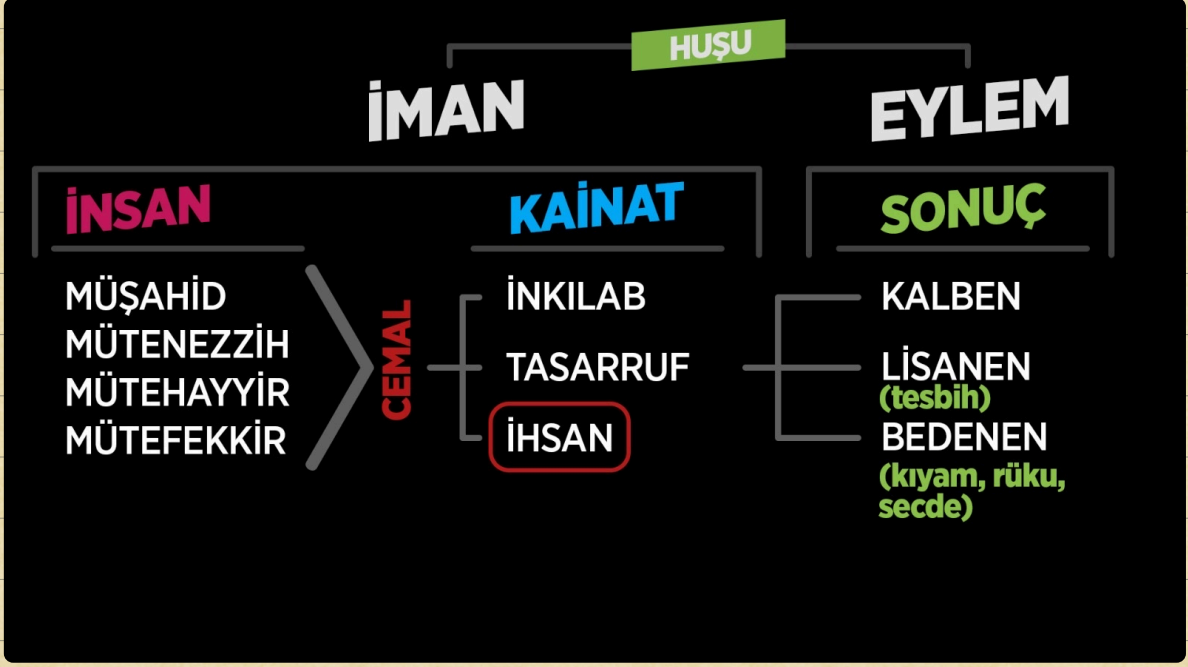 HUŞU
İMAN
EYLEM
İNSAN
KAİNAT
SONUÇ
MÜŞAHİD
MÜTENEZZİH
MÜTEHAYYİR
MÜTEFEKKİR
CEMAL
İNKILAB
TASARRUF
İHSAN
KALBEN
LİSANEN
(tesbih)
BEDENEN
(kıyam, rüku,
secde)